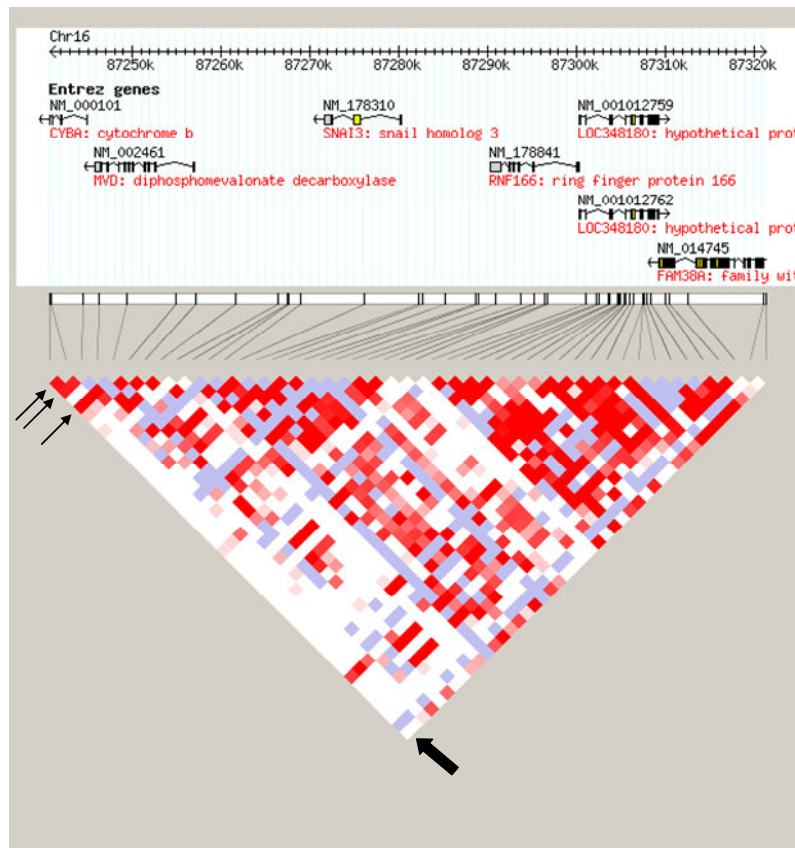 Chr16
87250k 87260k 87270k 87280k 87290k 87300k 87310k 87320k
Entrez genes
NM_000101 NM_178310 NM_001012759
CYBA: cytochrome b SNAI3: snail homolog 3 LOC348180: hypothetical prot
NM_002461 NM_178841
MVD: diphosphomevalonate decarboxylase RNF166: ring finger protein 166
NM_001012762
LOC348180: hypothetical prot
NM_014745
FAM38A: family wit